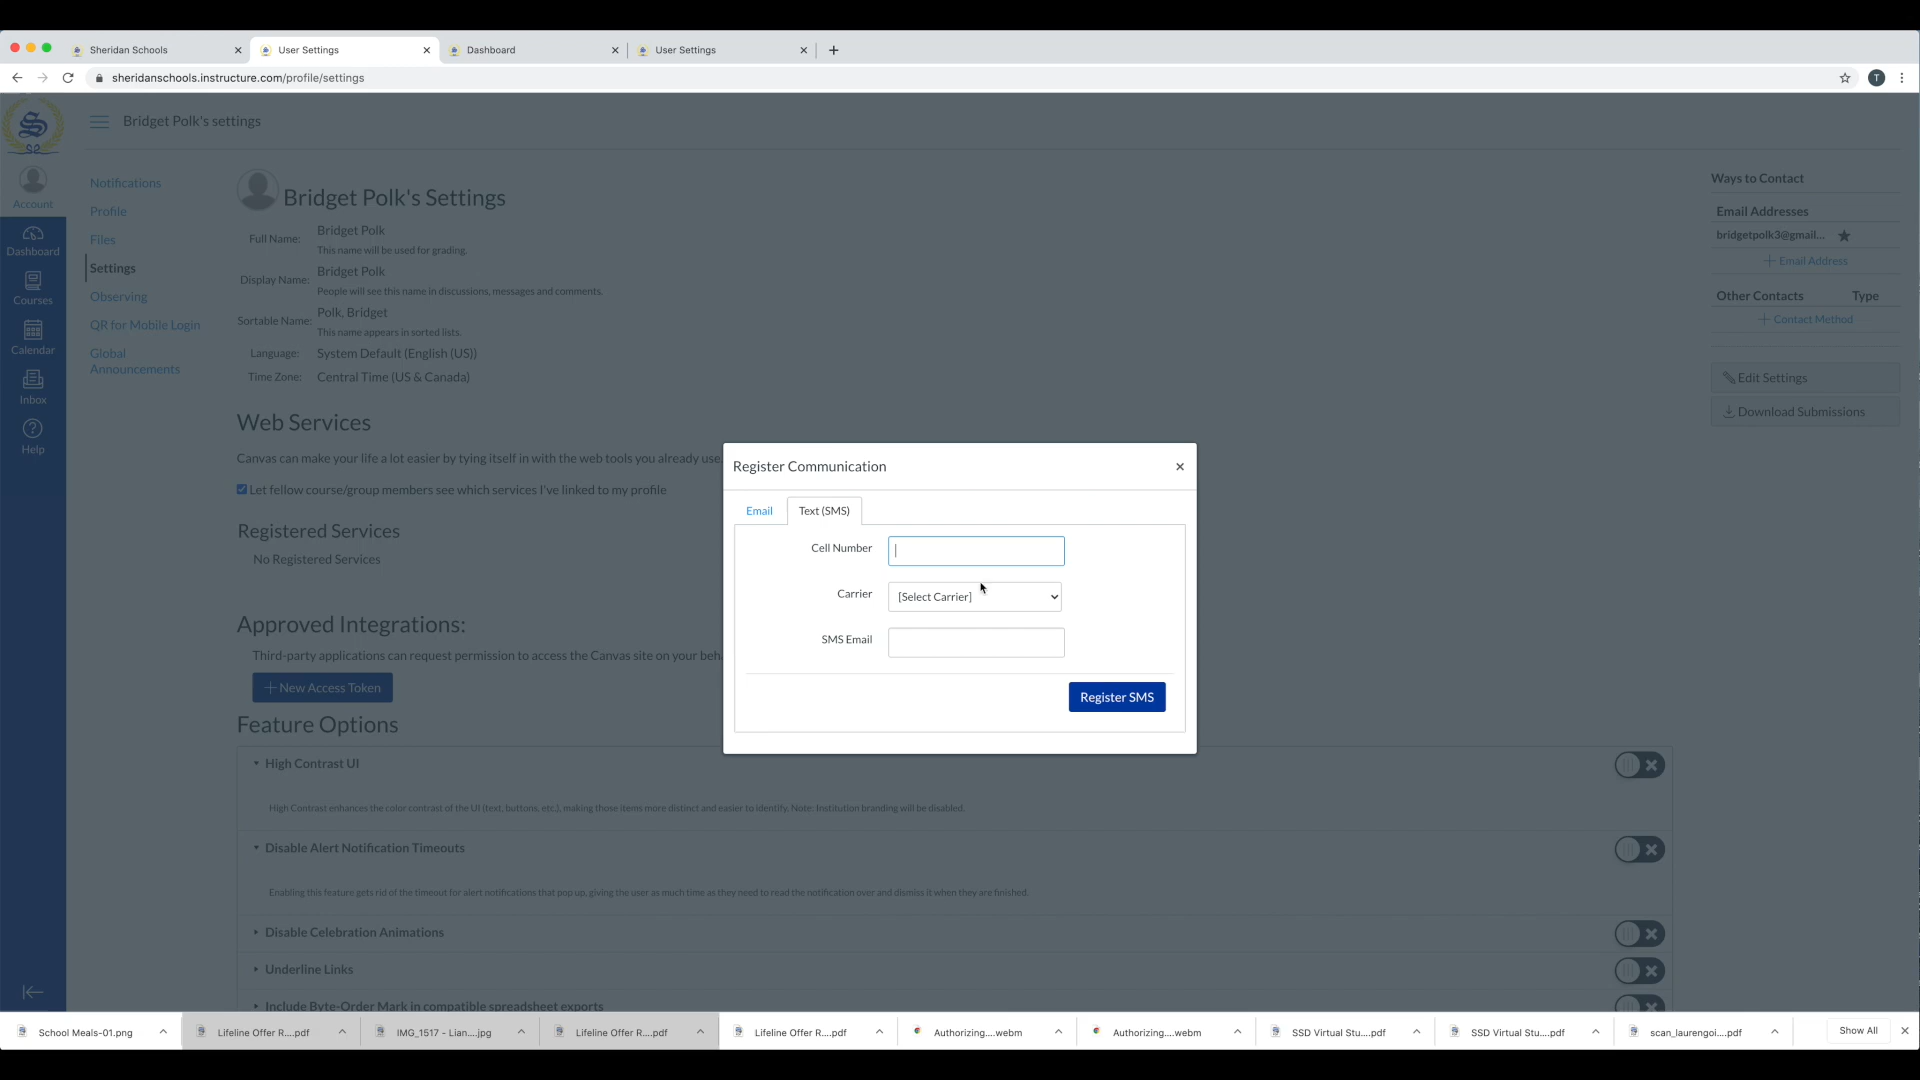 Sheridan Schools
User Settings
Dashboard
User Settings
sheridanschools.instructure.com/profile/settings
T
S
Bridget Polk's settings
Account
Dashboard
Courses
Calendar
Inbox
Help
Notifications
Profile
Files
Settings
Observing
QR for Mobile Login
Global
Announcements
Bridget Polk's Settings
Full Name: Bridget Polk
This name will be used for grading.
Display Name: Bridget Polk
People will see this name in discussions, messages and comments.
Sortable Name: Polk, Bridget
This name appears in sorted lists.
Language: System Default (English (US))
Time Zone: Central Time (US & Canada)
Web Services
Canvas can make your life a lot easier by tying itself in with the web tools you already use.
Let fellow course/group members see which services I've linked to my profile
Registered Services
No Registered Services
Approved Integrations:
Third-party applications can request permission to access the Canvas site on your beh
New Access Token
Feature Options
High Contrast UI
High Contrast enhances the color contrast of the UI (text, buttons, etc.), making those items more distinct and easier to identify. Note: Institution branding will be disabled.
Disable Alert Notification Timeouts
Enabling this feature gets rid of the timeout for alert notifications that pop up, giving the user as much time as they need to read the notification over and dismiss it when they are finished.
Disable Celebration Animations
Underline Links
Include Byte-Order Mark in compatible spreadsheet exports
Ways to Contact
Email Addresses
bridgetpolk3@gmail...
Email Address
Other Contacts Type
Contact Method
Edit Settings
Download Submissions
Register Communication
Email
Text (SMS)
Cell Number
Carrier
[Select Carrier]
SMS Email
Register SMS
School Meals-01.png
Lifeline Offer R....pdf
IMG_1517 - Lian....jpg
Lifeline Offer R....pdf
Lifeline Offer R....pdf
Authorizing....webm
Authorizing....webm
SSD Virtual Stu....pdf
SSD Virtual Stu....pdf
scan_laurengoi....pdf
Show All